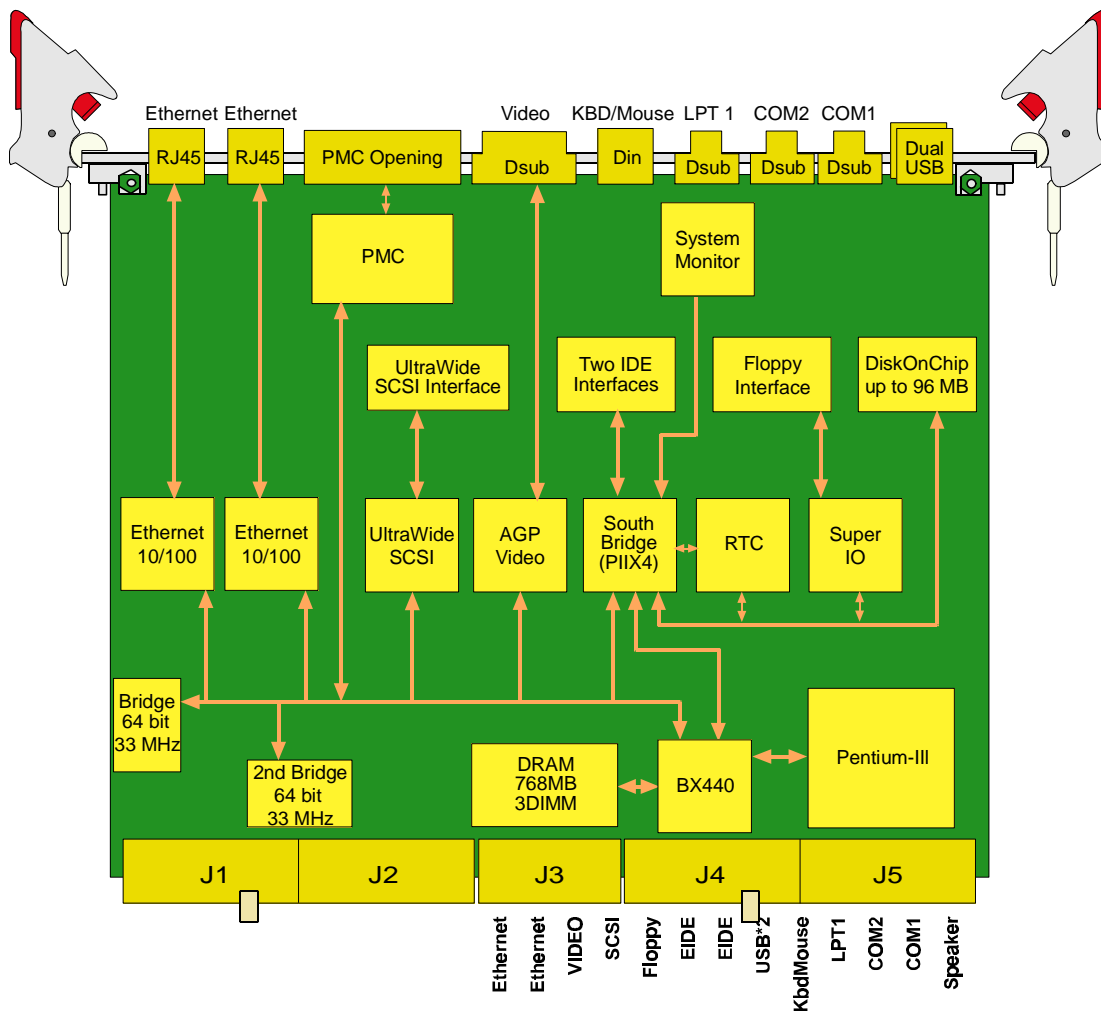 Ethernet Ethernet Video KBD/Mouse LPT 1 COM2 COM1
RJ45 RJ45 PMC Opening Dsub Din Dsub Dsub Dsub Dual
USB
PMC
System
Monitor
UltraWide
SCSI Interface
Two IDE
Interfaces
Floppy
Interface
DiskOnChip
up to 96 MB
Ethernet
10/100
Ethernet
10/100
UltraWide
SCSI
AGP
Video
South
Bridge
(PIIX4)
RTC
Super
IO
Bridge
64 bit
33 MHz
2nd Bridge
64 bit
33 MHz
DRAM
768MB
3DIMM
BX440
Pentium-III
J1 J2 J3 J4 J5
Ethernet
Ethernet
VIDEO
SCSI
Floppy
EIDE
EIDE
USB*2
KbdMouse
LPT1
COM2
COM1
Speaker